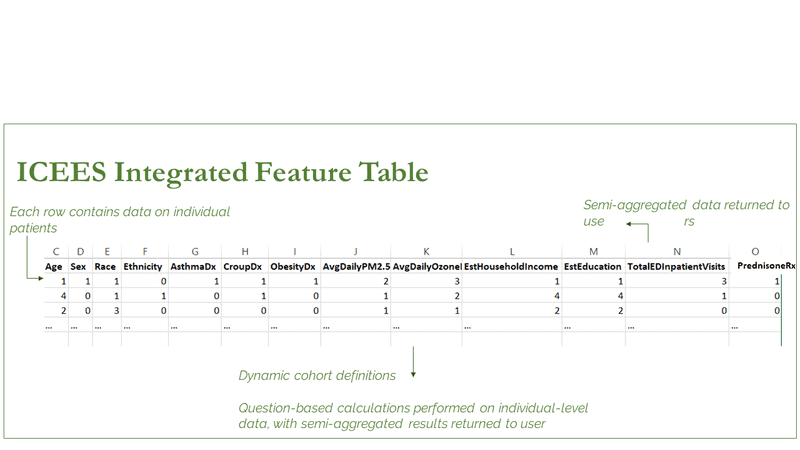 ICEES Integrated Feature Table
Each row contains data on individual
patients
Semi-aggregated data returned to
use rs
C D E F G H I J K L M N O
Age Sex Race Ethnicity AsthmaDx CroupDx ObesityDx AvgDailyPM2.5 AvgDailyOzone EstHouseholdIncome EstEducation TotalEDInpatientVisits PrednisoneRx
1 1 1 0 1 1 1 2 3 1 1 3 1
4 0 1 1 0 1 0 1 2 4 4 1 0
2 0 3 0 0 0 0 1 1 2 2 0 0
... ... ... ... ... ... ... ... ... ... ... ... ...
Dynamic cohort definitions
Question-based calculations performed on individual-level
data, with semi-aggregated results returned to user